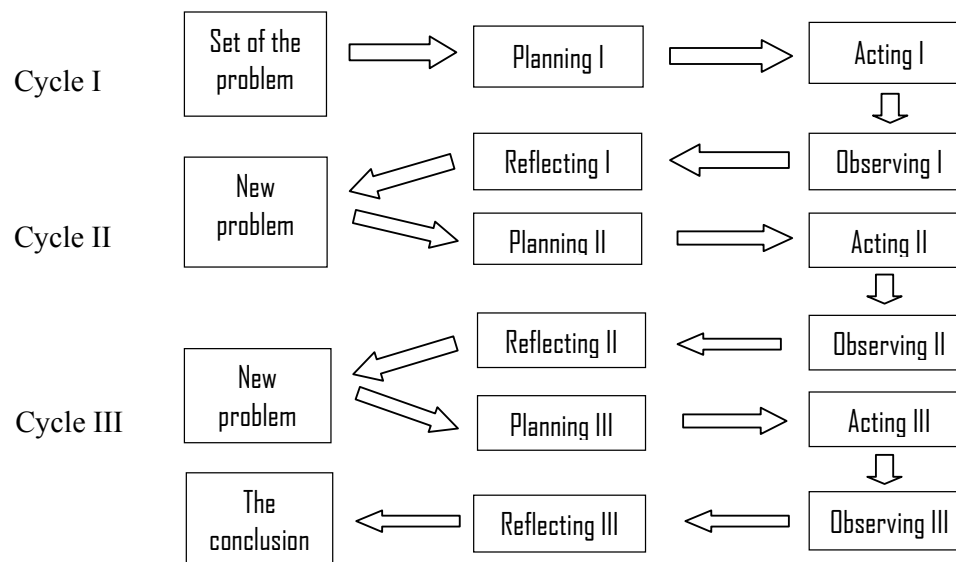 Cycle I
Set of the
problem
Planning I
Acting I
Reflecting I
Observing I
Cycle II
New
problem
Planning II
Acting II
Reflecting II
Observing II
Cycle III
New
problem
Planning III
Acting III
The
conclusion
Reflecting III
Observing III